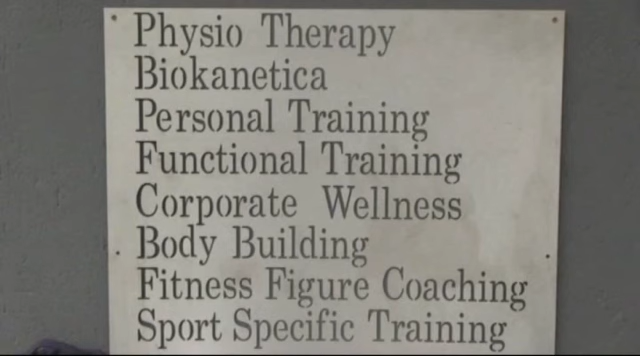 Physio Therapy
Biokanetica
Personal Training
Functional Training
Corporate Wellness
Body Building
Fitness Figure Coaching
Sport Specific Training